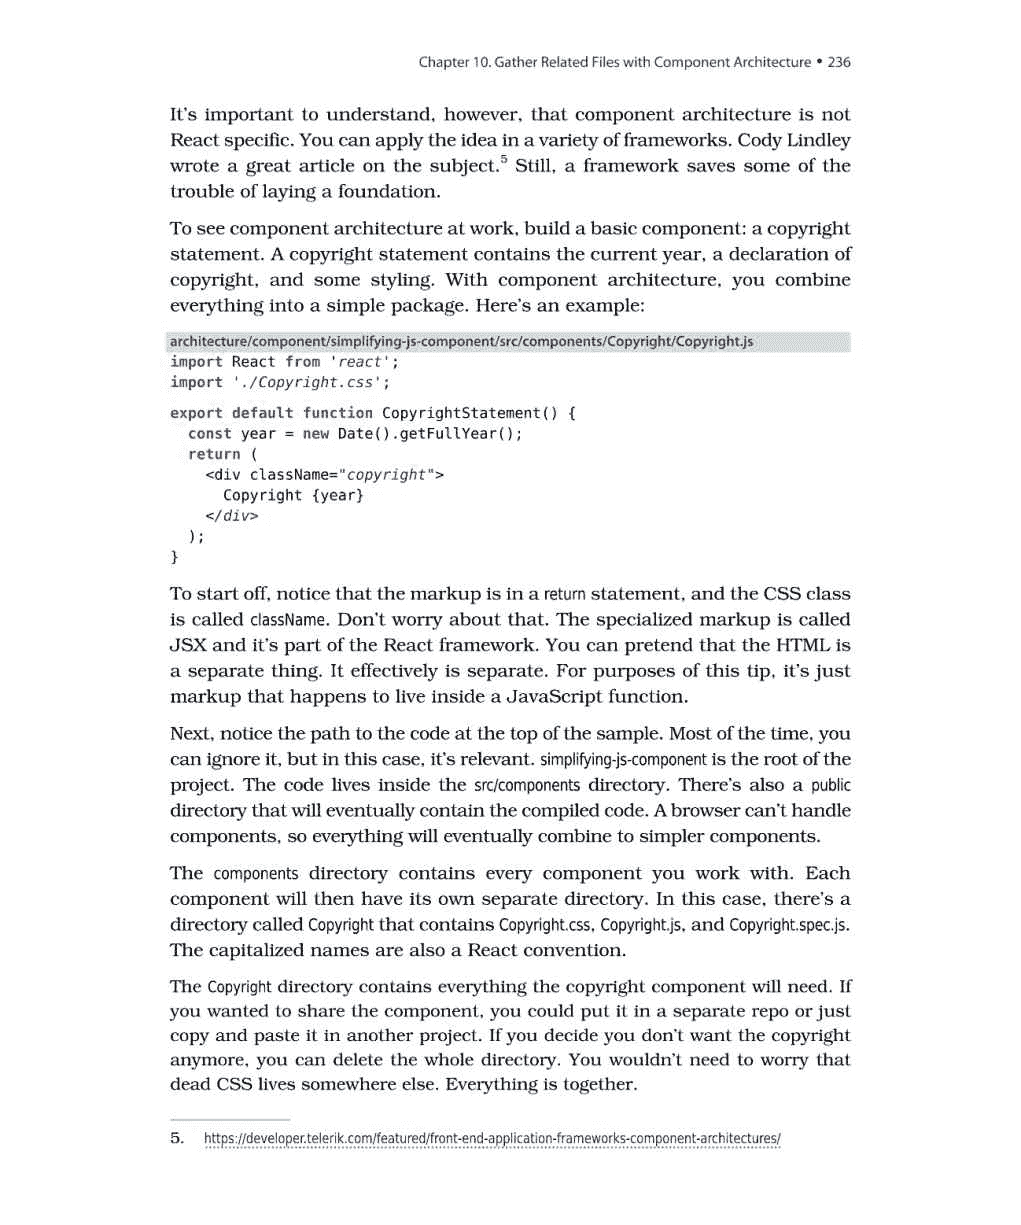 Chapter 10. Gather Related Files with Component Architecture • 236
It's important to understand, however, that component architecture is not
React specific. You can apply the idea in a variety of frameworks. Cody Lindley
wrote a great article on the subject.5 Still, a framework saves some of the
trouble of laying a foundation.
To see component architecture at work, build a basic component: a copyright
statement. A copyright statement contains the current year, a declaration of
copyright, and some styling. With component architecture, you combine
everything into a simple package. Here's an example:
architecture/component/simplifying-js-component/src/components/Copyright/Copyright.js
import React from 'react';
import './Copyright.css';
export default function CopyrightStatement() {
  const year = new Date().getFullYear();
  return (
    <div className="copyright">
      Copyright {year}
    </div>
  );
}
To start off, notice that the markup is in a return statement, and the CSS class
is called className. Don't worry about that. The specialized markup is called
JSX and it's part of the React framework. You can pretend that the HTML is
a separate thing. It effectively is separate. For purposes of this tip, it's just
markup that happens to live inside a JavaScript function.
Next, notice the path to the code at the top of the sample. Most of the time, you
can ignore it, but in this case, it's relevant. simplifying-js-component is the root of the
project. The code lives inside the src/components directory. There's also a public
directory that will eventually contain the compiled code. A browser can't handle
components, so everything will eventually combine to simpler components.
The components directory contains every component you work with. Each
component will then have its own separate directory. In this case, there's a
directory called Copyright that contains Copyright.css, Copyright.js, and Copyright.spec.js.
The capitalized names are also a React convention.
The Copyright directory contains everything the copyright component will need. If
you wanted to share the component, you could put it in a separate repo or just
copy and paste it in another project. If you decide you don't want the copyright
anymore, you can delete the whole directory. You wouldn't need to worry that
dead CSS lives somewhere else. Everything is together.
5. https://developer.telerik.com/featured/front-end-application-frameworks-component-architectures/